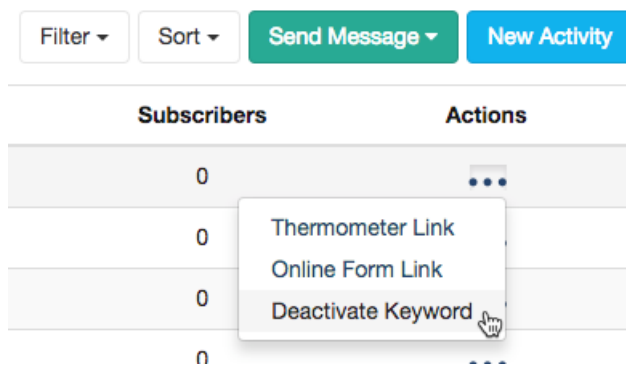 Filter Sort Send Message New Activity
Subscribers Actions
0
Thermometer Link
0
Online Form Link
0
Deactivate Keyword
0